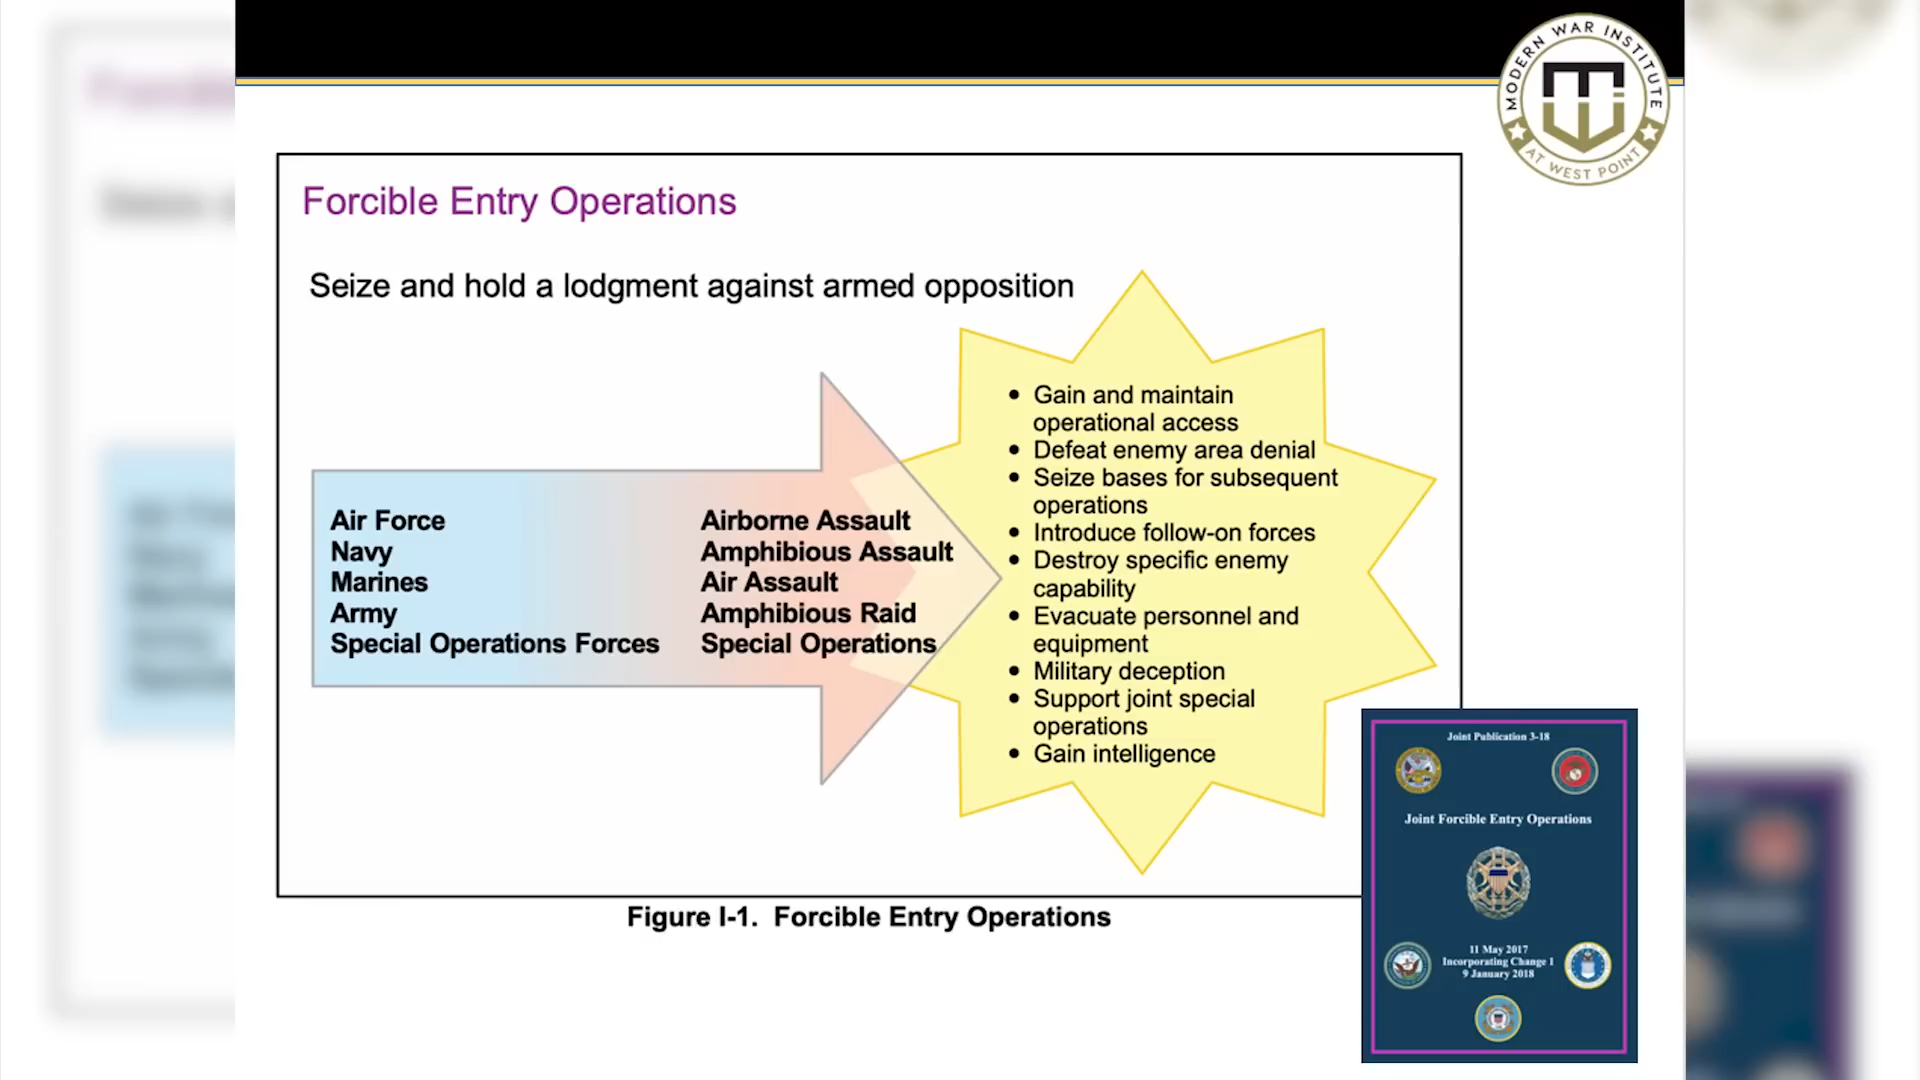 MODERN WAR INSTITUTE
AT WEST POINT
Forcible Entry Operations
Seize and hold a lodgment against armed opposition
Air Force
Navy
Marines
Army
Special Operations Forces
Airborne Assault
Amphibious Assault
Air Assault
Amphibious Raid
Special Operations
• Gain and maintain
operational access
• Defeat enemy area denial
• Seize bases for subsequent
operations
• Introduce follow-on forces
• Destroy specific enemy
capability
• Evacuate personnel and
equipment
• Military deception
• Support joint special
operations
• Gain intelligence
Figure I-1. Forcible Entry Operations
Joint Publication 3-18
Joint Forcible Entry Operations
11 May 2017
Incorporating Change 1
9 January 2018